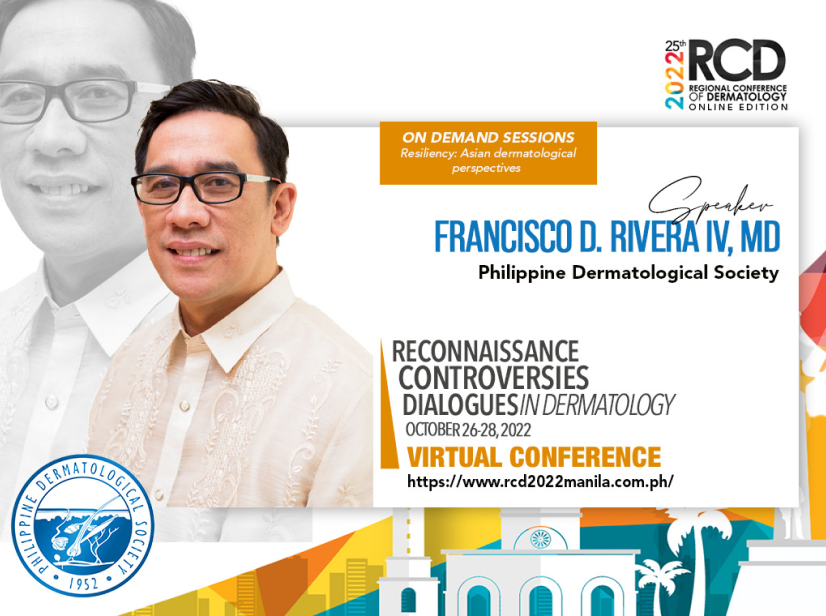 25th
2022
RCD
REGIONAL CONFERENCE
OF DERMATOLOGY
ONLINE EDITION
ON DEMAND SESSIONS
Resiliency: Asian dermatological
perspectives
Speaker
FRANCISCO D. RIVERA IV, MD
Philippine Dermatological Society
RECONNAISSANCE
CONTROVERSIES
DIALOGUES IN DERMATOLOGY
OCTOBER 26-28, 2022
VIRTUAL CONFERENCE
https://www.rcd2022manila.com.ph/
PHILIPPINE DERMATOLOGICAL SOCIETY
• 1952 •